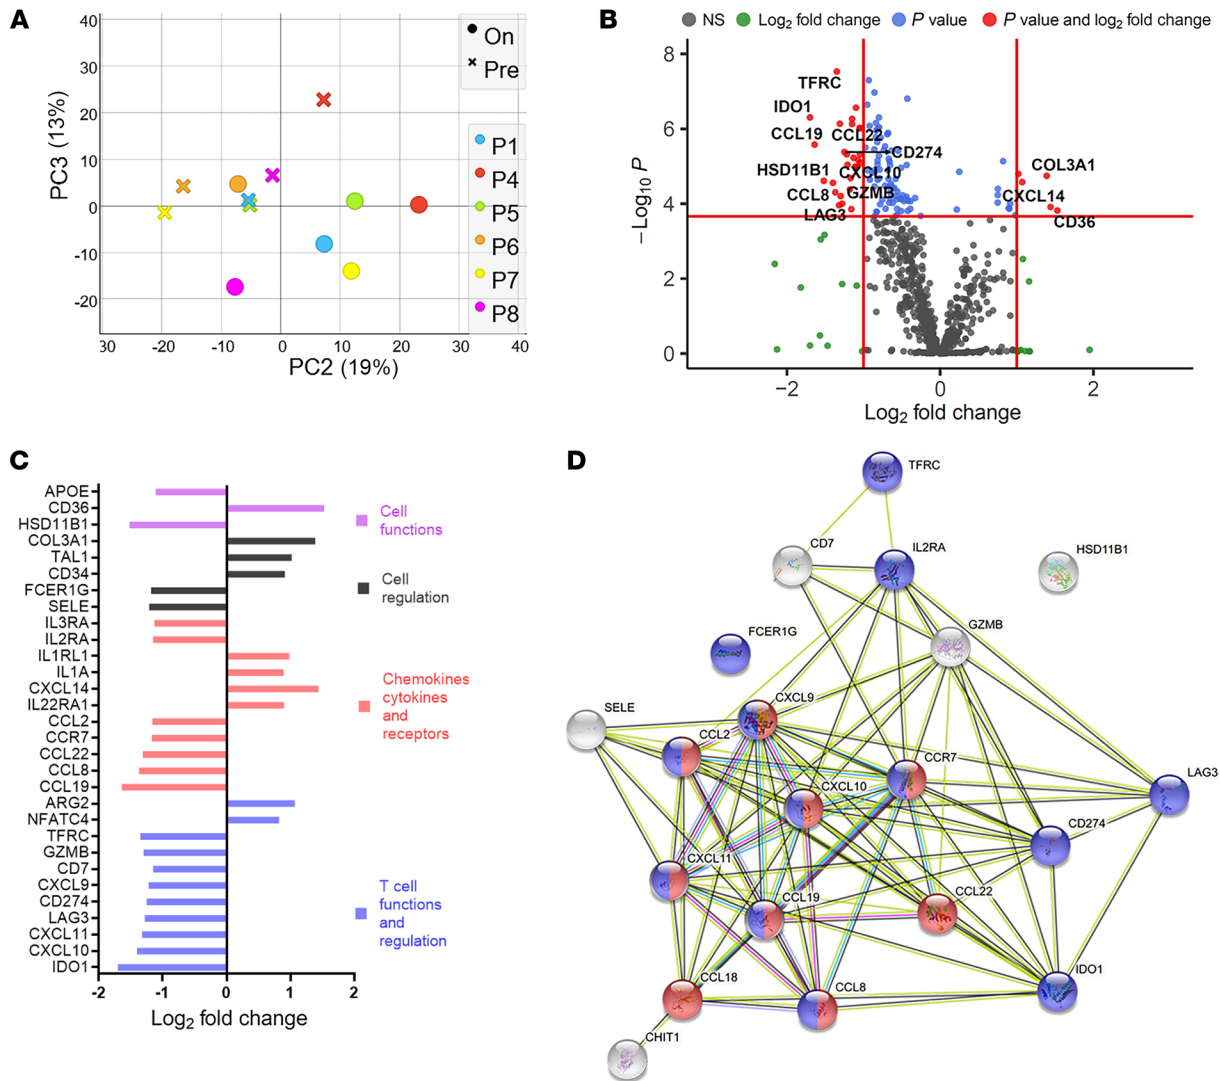 A
40
30
20
10
0
-10
-20
PC3 (13%)
30
-20
-10
0
10
20
30
40
PC2 (19%)
On
Pre
P1
P4
P5
P6
P7
P8
B
NS
Log2 fold change
P value
P value and log2 fold change
8
6
4
2
0
– Log10 P
TFRC
IDO1
CCL19
CCL22
CD274
HSD11B1
CXCL10
CCL8
GZMB
LAG3
COL3A1
CXCL14
CD36
−2
0
2
Log2 fold change
C
APOE
CD36
HSD11B1
COL3A1
TAL1
CD34
FCER1G
SELE
IL3RA
IL2RA
IL1RL1
IL1A
CXCL14
IL22RA1
CCL2
CCR7
CCL22
CCL8
CCL19
ARG2
NFATC4
TFRC
GZMB
CD7
CXCL9
CD274
LAG3
CXCL11
CXCL10
IDO1
-2
-1
0
1
2
Log2 fold change
Cell
functions
Cell
regulation
Chemokines
cytokines
and
receptors
T cell
functions
and
regulation
D
TFRC
CD7
IL2RA
HSD11B1
FCER1G
GZMB
SELE
CXCL9
CCL2
CCR7
LAG3
CXCL10
CD274
CXCL11
CCL19
CCL22
CCL18
CCL8
IDO1
CHIT1